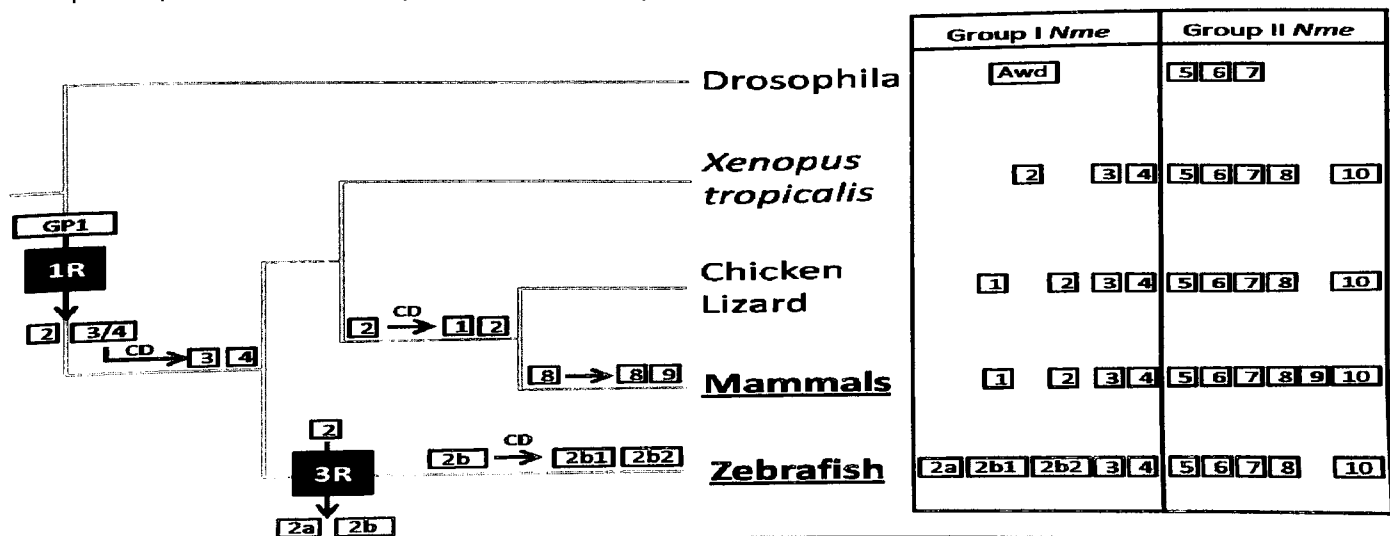 Group I Nme
Group II Nme
Drosophila
Awd
5 6 7
Xenopus
tropicalis
2 3 4 5 6 7 8 10
GP1
1R
2 3/4
CD
3 4
Chicken
Lizard
1 2 3 4 5 6 7 8 10
2 CD 1 2
8 8 9
Mammals
1 2 3 4 5 6 7 8 9 10
2
3R
2a 2b
2b CD 2b1 2b2
Zebrafish
2a 2b1 2b2 3 4 5 6 7 8 10